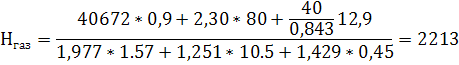 Нгаз = (40672 * 0,9 + 2,30 * 80 + (40/0,843) 12,9) / (1,977 * 1.57 + 1,251 * 10.5 + 1,429 * 0,45) = 2213